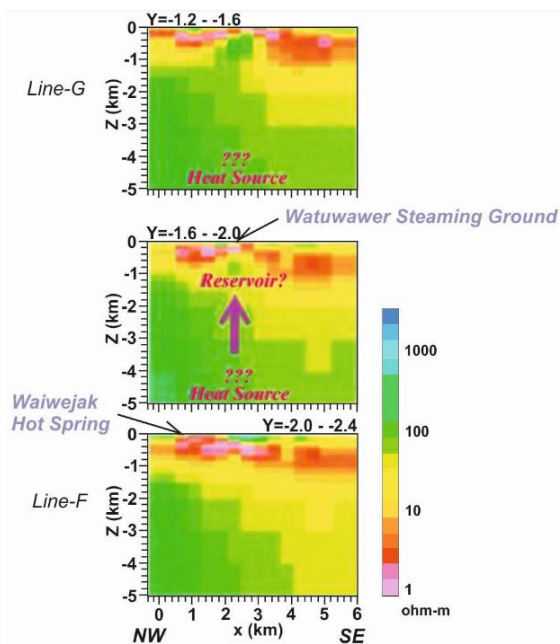 Y=-1.2 - -1.6
Line-G
Z (km)
0
-1
-2
-3
-4
-5
???
Heat Source
Watuwawer Steaming Ground
Y=-1.6 - -2.0
Z (km)
0
-1
-2
-3
-4
-5
Reservoir?
???
Heat Source
Waiwejak
Hot Spring
Y=-2.0 - -2.4
Line-F
Z (km)
0
-1
-2
-3
-4
-5
0 1 2 3 4 5 6
NW x (km) SE
1000
100
10
1
ohm-m